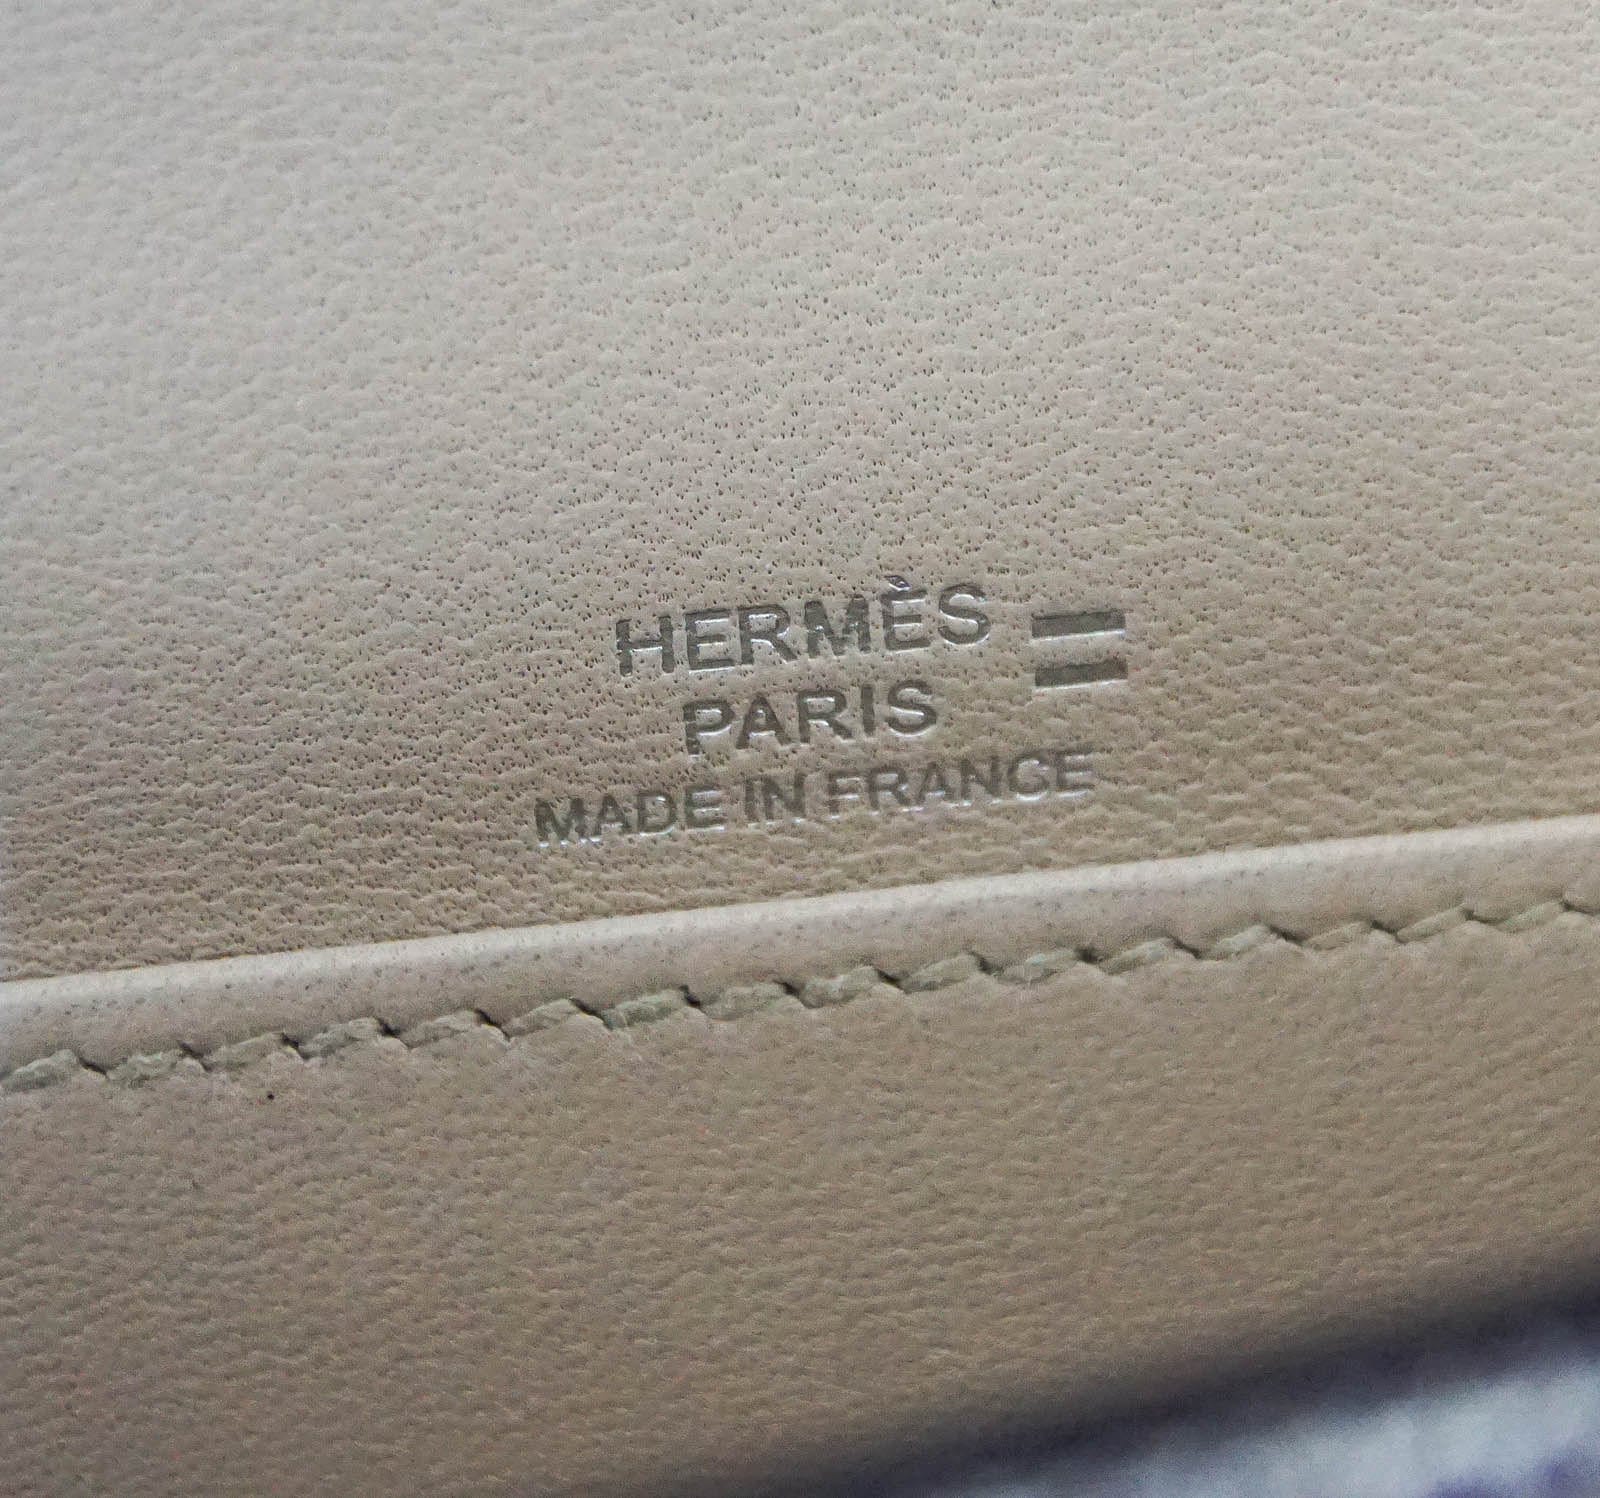 HERMÈS =
PARIS
MADE IN FRANCE